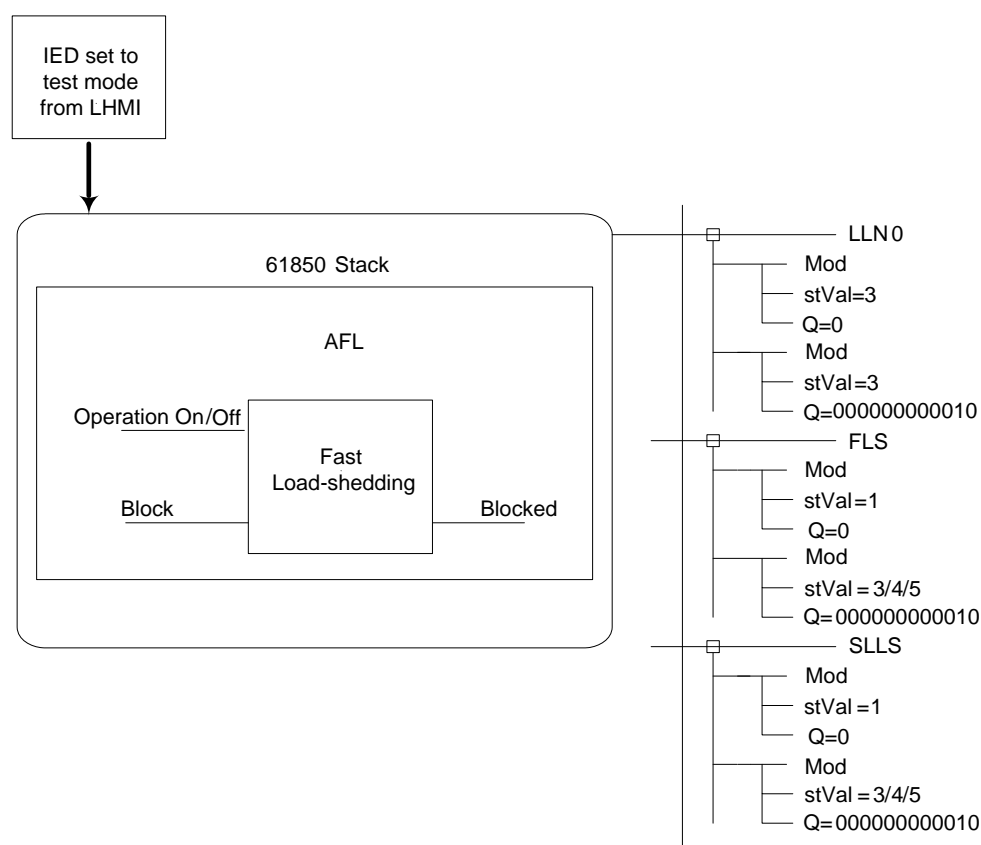 IED set to
test mode
from LHMI
61850 Stack
AFL
Operation On/Off
Fast
Load-shedding
Block
Blocked
LLN0
Mod
stVal=3
Q=0
Mod
stVal=3
Q=000000000010
FLS
Mod
stVal=1
Q=0
Mod
stVal = 3/4/5
Q=000000000010
SLLS
Mod
stVal =1
Q=0
Mod
stVal = 3/4/5
Q=000000000010